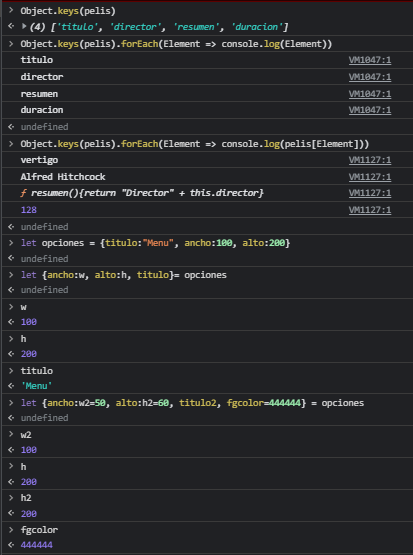 > Object.keys(pelis)
< ▶(4) ['titulo', 'director', 'resumen', 'duracion']
> Object.keys(pelis).forEach(Element => console.log(Element))
titulo VM1047:1
director VM1047:1
resumen VM1047:1
duracion VM1047:1
< undefined
> Object.keys(pelis).forEach(Element => console.log(pelis[Element]))
vertigo VM1127:1
Alfred Hitchcock VM1127:1
ƒ resumen(){return "Director" + this.director} VM1127:1
128 VM1127:1
< undefined
> let opciones = {titulo:"Menu", ancho:100, alto:200}
< undefined
> let {ancho:w, alto:h, titulo}= opciones
< undefined
> w
< 100
> h
< 200
> titulo
< 'Menu'
> let {ancho:w2=50, alto:h2=60, titulo2, fgcolor=444444} = opciones
< undefined
> w2
< 100
> h
< 200
> h2
< 200
> fgcolor
< 444444